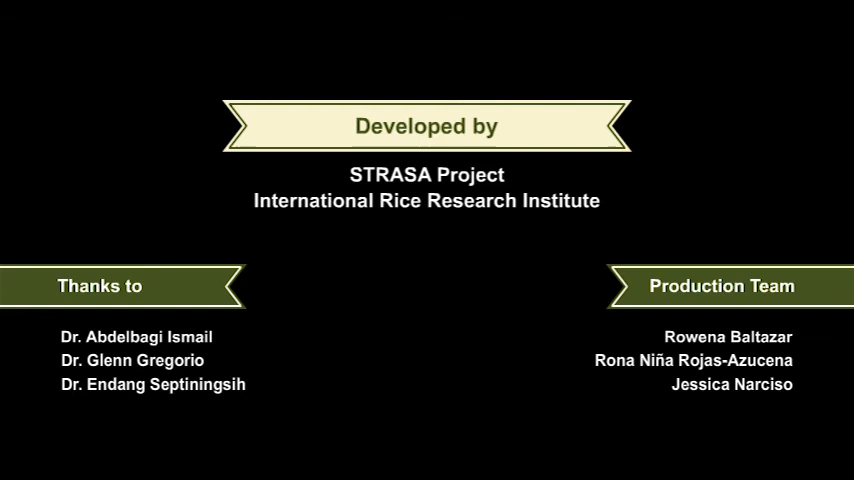 Developed by
STRASA Project
International Rice Research Institute
Thanks to
Dr. Abdelbagi Ismail
Dr. Glenn Gregorio
Dr. Endang Septiningsih
Production Team
Rowena Baltazar
Rona Niña Rojas-Azucena
Jessica Narciso